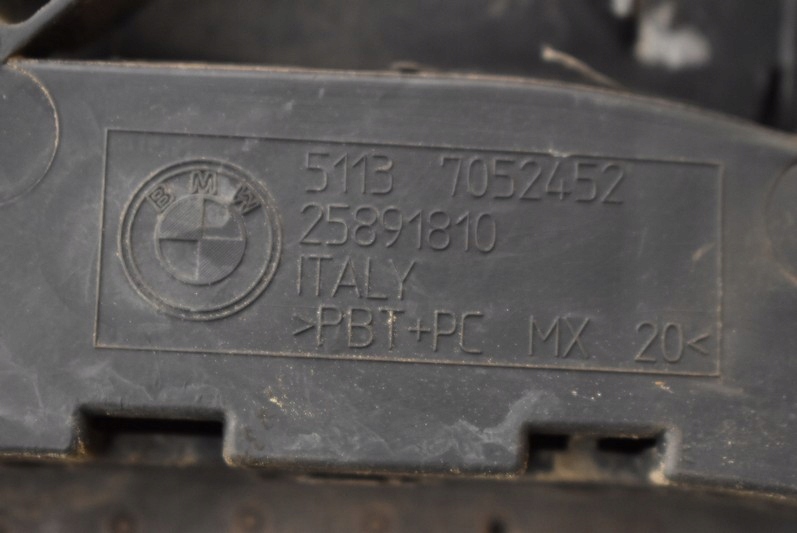 BMW
5113 7052452
25891810
ITALY
>PBT+PC MX 20<